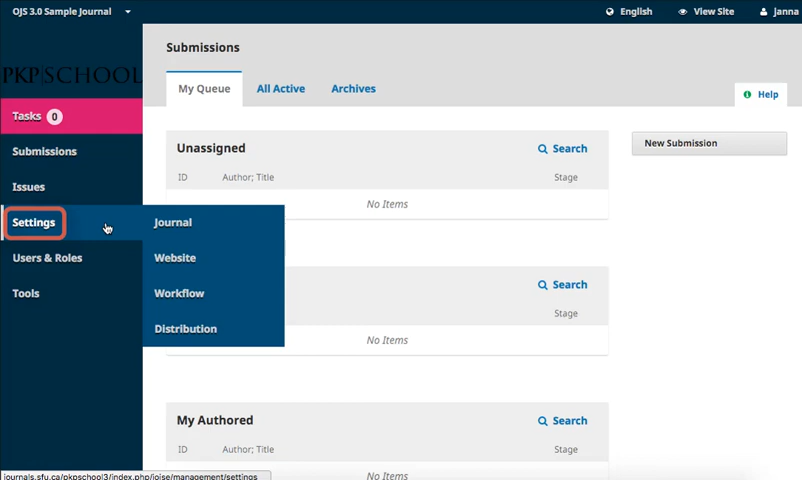 OJS 3.0 Sample Journal
English
View Site
Janna
PKP|SCHOOL
Tasks 0
Submissions
Issues
Settings
Users & Roles
Tools
Journal
Website
Workflow
Distribution
Submissions
My Queue
All Active
Archives
Help
Unassigned
Search
ID Author; Title Stage
No Items
New Submission
Search
Stage
No Items
My Authored
Search
ID Author; Title Stage
No Items
journals.sfu.ca/pkpschool3/index.php/ojsse/management/settings